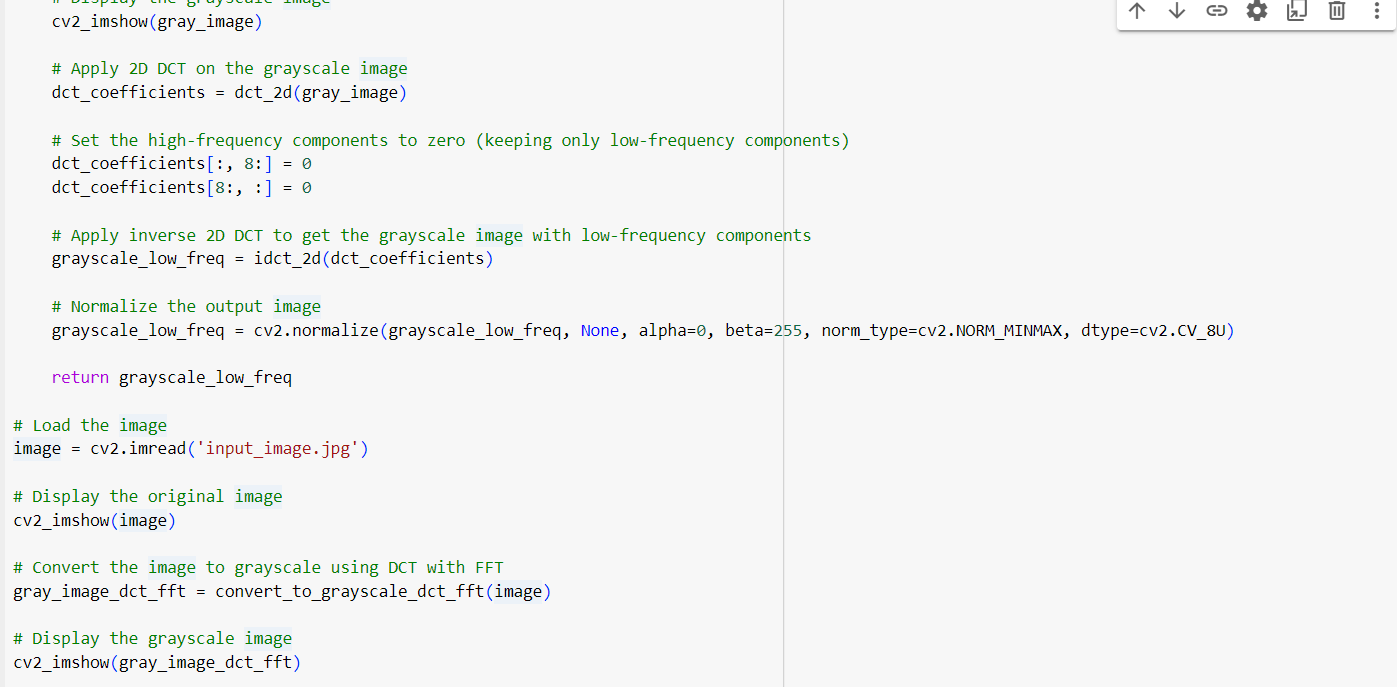 # Display the grayscale image
    cv2_imshow(gray_image)

    # Apply 2D DCT on the grayscale image
    dct_coefficients = dct_2d(gray_image)

    # Set the high-frequency components to zero (keeping only low-frequency components)
    dct_coefficients[:, 8:] = 0
    dct_coefficients[8:, :] = 0

    # Apply inverse 2D DCT to get the grayscale image with low-frequency components
    grayscale_low_freq = idct_2d(dct_coefficients)

    # Normalize the output image
    grayscale_low_freq = cv2.normalize(grayscale_low_freq, None, alpha=0, beta=255, norm_type=cv2.NORM_MINMAX, dtype=cv2.CV_8U)

    return grayscale_low_freq

# Load the image
image = cv2.imread('input_image.jpg')

# Display the original image
cv2_imshow(image)

# Convert the image to grayscale using DCT with FFT
gray_image_dct_fft = convert_to_grayscale_dct_fft(image)

# Display the grayscale image
cv2_imshow(gray_image_dct_fft)